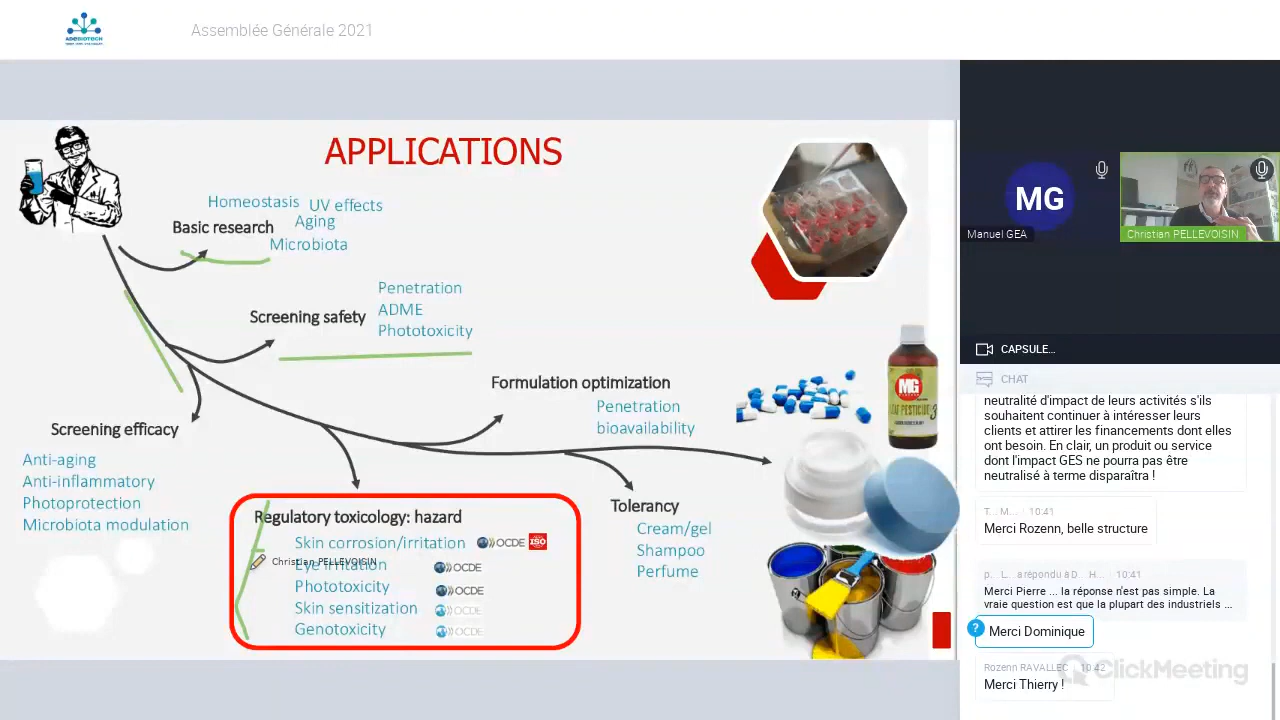 ADEBIOTECH
Assemblée Générale 2021
APPLICATIONS
Homeostasis
UV effects
Basic research
Aging
Microbiota
Penetration
Screening safety
ADME
Phototoxicity
Formulation optimization
Penetration
bioavailability
Screening efficacy
Anti-aging
Anti-inflammatory
Photoprotection
Microbiota modulation
Regulatory toxicology: hazard
Skin corrosion/irritation OCDE ISO
Christian PELLEVOISIN
Eye irritation OCDE
Phototoxicity OCDE
Skin sensitization OCDE
Genotoxicity OCDE
Tolerancy
Cream/gel
Shampoo
Perfume
MG
PESTICIDE
MG
Manuel GEA
Christian PELLEVOISIN
CAPSULE...
CHAT
neutralité d'impact de leurs activités s'ils
souhaitent continuer à intéresser leurs
clients et attirer les financements dont elles
ont besoin. En clair, un produit ou service
dont l'impact GES ne pourra pas être
neutralisé à terme disparaîtra !
T... M... 10:41
Merci Rozenn, belle structure
p... L... a répondu à D... H... 10:41
Merci Pierre ... la réponse n'est pas simple. La
vraie question est que la plupart des industriels ...
? Merci Dominique
Rozenn RAVALLEC 10:42
Merci Thierry !
ClickMeeting